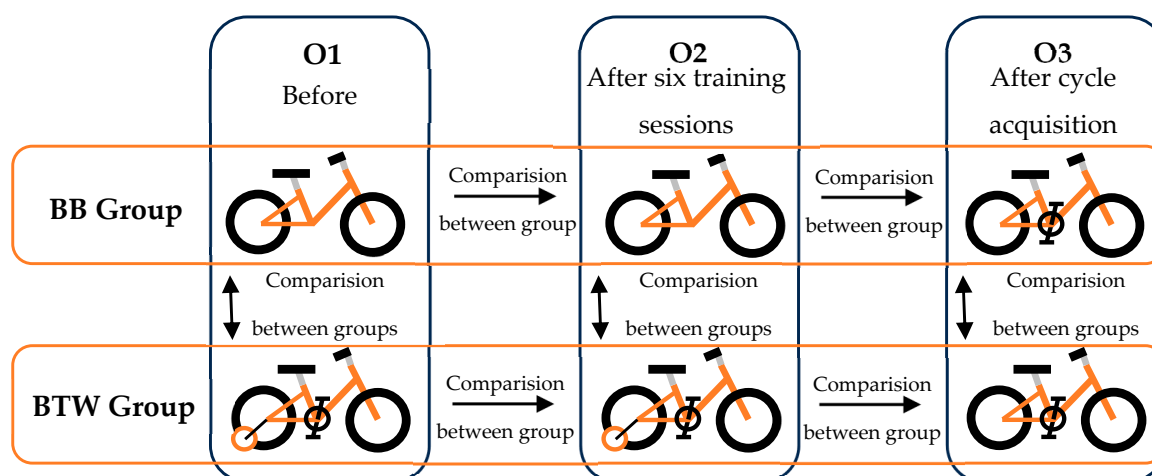 O1
Before
O2
After six training
sessions
O3
After cycle
acquisition
BB Group
Comparision
between group
Comparision
between group
Comparision
between groups
Comparision
between groups
Comparision
between groups
BTW Group
Comparision
between group
Comparision
between group